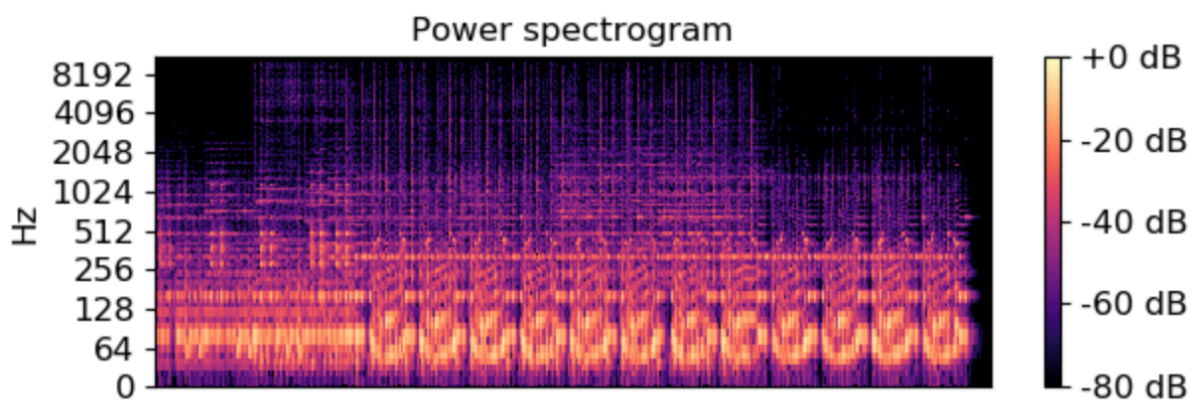 Power spectrogram
Hz
8192
4096
2048
1024
512
256
128
64
0
+0 dB
-20 dB
-40 dB
-60 dB
-80 dB